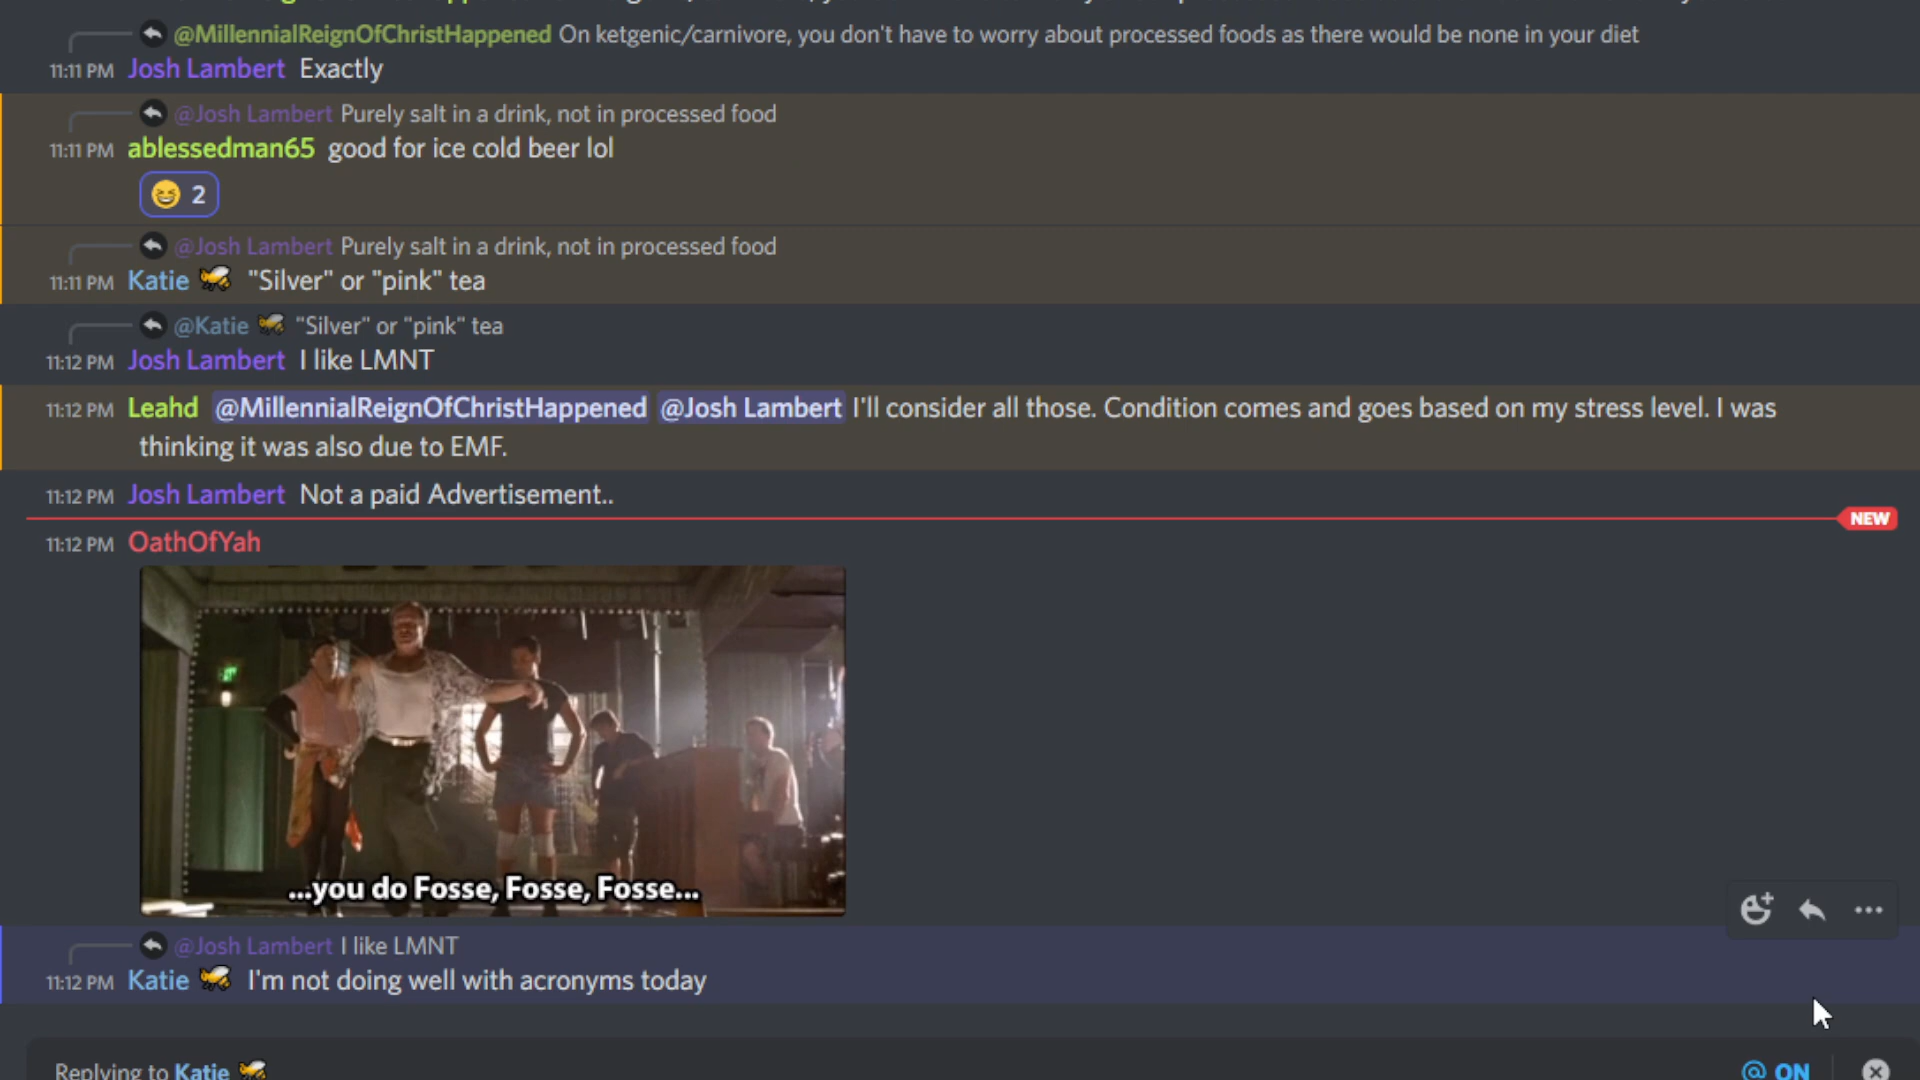 @MillennialReignOfChristHappened On ketgenic/carnivore, you don't have to worry about processed foods as there would be none in your diet
11:11 PM Josh Lambert Exactly
@Josh Lambert Purely salt in a drink, not in processed food
11:11 PM ablessedman65 good for ice cold beer lol
2
@Josh Lambert Purely salt in a drink, not in processed food
11:11 PM Katie "Silver" or "pink" tea
@Katie "Silver" or "pink" tea
11:12 PM Josh Lambert I like LMNT
11:12 PM Leahd @MillennialReignOfChristHappened @Josh Lambert I'll consider all those. Condition comes and goes based on my stress level. I was
thinking it was also due to EMF.
11:12 PM Josh Lambert Not a paid Advertisement..
NEW
11:12 PM OathOfYah
...you do Fosse, Fosse, Fosse...
@Josh Lambert I like LMNT
11:12 PM Katie I'm not doing well with acronyms today
Replying to Katie @ ON